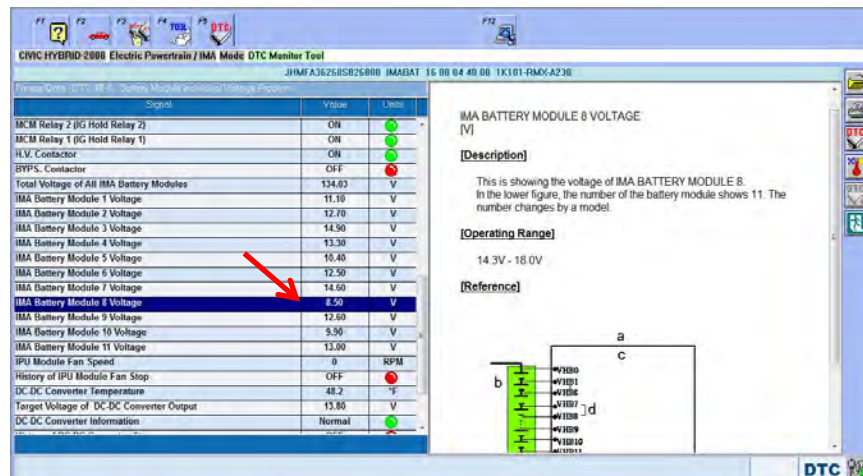 F1 F2 F3 F4 F5 F12
TOOL DTC
CIVIC HYBRID 2008 Electric Powertrain / IMA Mode DTC Monitor Tool
Signal Value Units
MCM Relay 2 (IG Hold Relay 2) ON
MCM Relay 1 (IG Hold Relay 1) ON
H.V. Contactor ON
BYPS. Contactor OFF
Total Voltage of All IMA Battery Modules 134.03 V
IMA Battery Module 1 Voltage 11.10 V
IMA Battery Module 2 Voltage 12.70 V
IMA Battery Module 3 Voltage 14.90 V
IMA Battery Module 4 Voltage 13.30 V
IMA Battery Module 5 Voltage 10.40 V
IMA Battery Module 6 Voltage 12.50 V
IMA Battery Module 7 Voltage 14.60 V
IMA Battery Module 8 Voltage 8.50 V
IMA Battery Module 9 Voltage 12.60 V
IMA Battery Module 10 Voltage 9.90 V
IMA Battery Module 11 Voltage 13.00 V
IPU Module Fan Speed 0 RPM
History of IPU Module Fan Stop OFF
DC-DC Converter Temperature 48.2 °F
Target Voltage of DC-DC Converter Output 13.80 V
DC-DC Converter Information Normal
IMA BATTERY MODULE 8 VOLTAGE
[V]
[Description]
This is showing the voltage of IMA BATTERY MODULE 8.
In the lower figure, the number of the battery module shows 11. The
number changes by a model.
[Operating Range]
14.3V - 18.0V
[Reference]
a
c
b
d
VHB0
VHB1
VHB6
VHB7
VHB8
VHB9
VHB10
VHB11
DTC
DTC